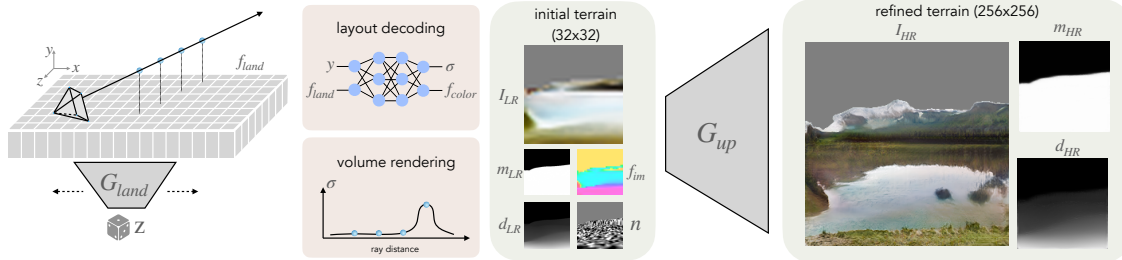 y
x
z
f_land
G_land
z
layout decoding
y
σ
f_land
f_color
volume rendering
σ
ray distance
initial terrain
(32x32)
I_LR
m_LR
f_im
d_LR
n
G_up
refined terrain (256x256)
I_HR
m_HR
d_HR